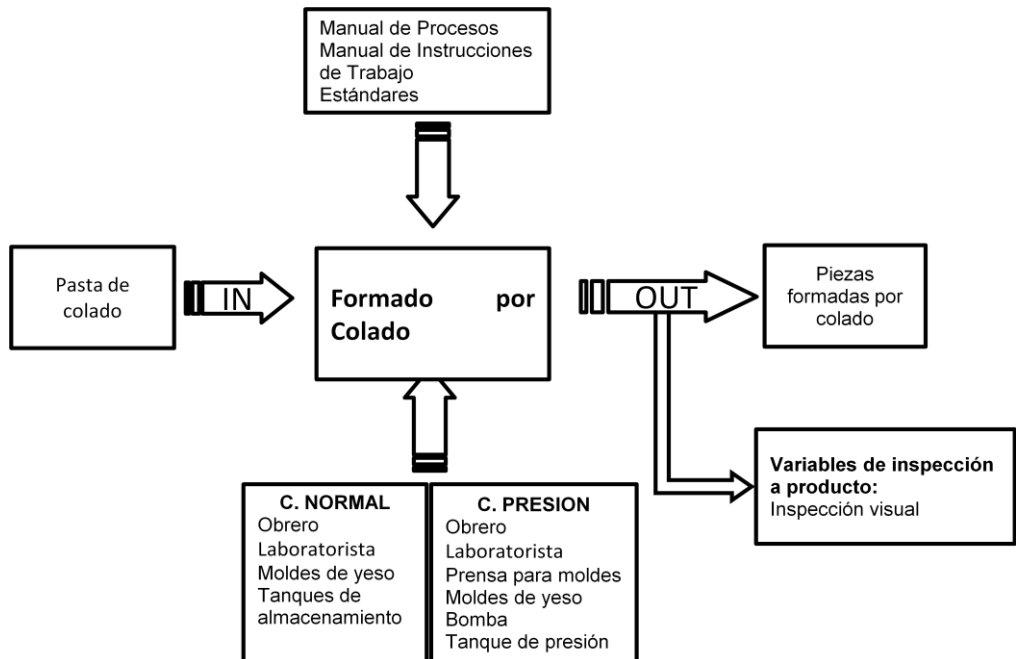 Manual de Procesos
Manual de Instrucciones
de Trabajo
Estándares
Pasta de
colado
IN
Formado por
Colado
OUT
Piezas
formadas por
colado
Variables de inspección
a producto:
Inspección visual
C. NORMAL
Obrero
Laboratorista
Moldes de yeso
Tanques de
almacenamiento
C. PRESION
Obrero
Laboratorista
Prensa para moldes
Moldes de yeso
Bomba
Tanque de presión